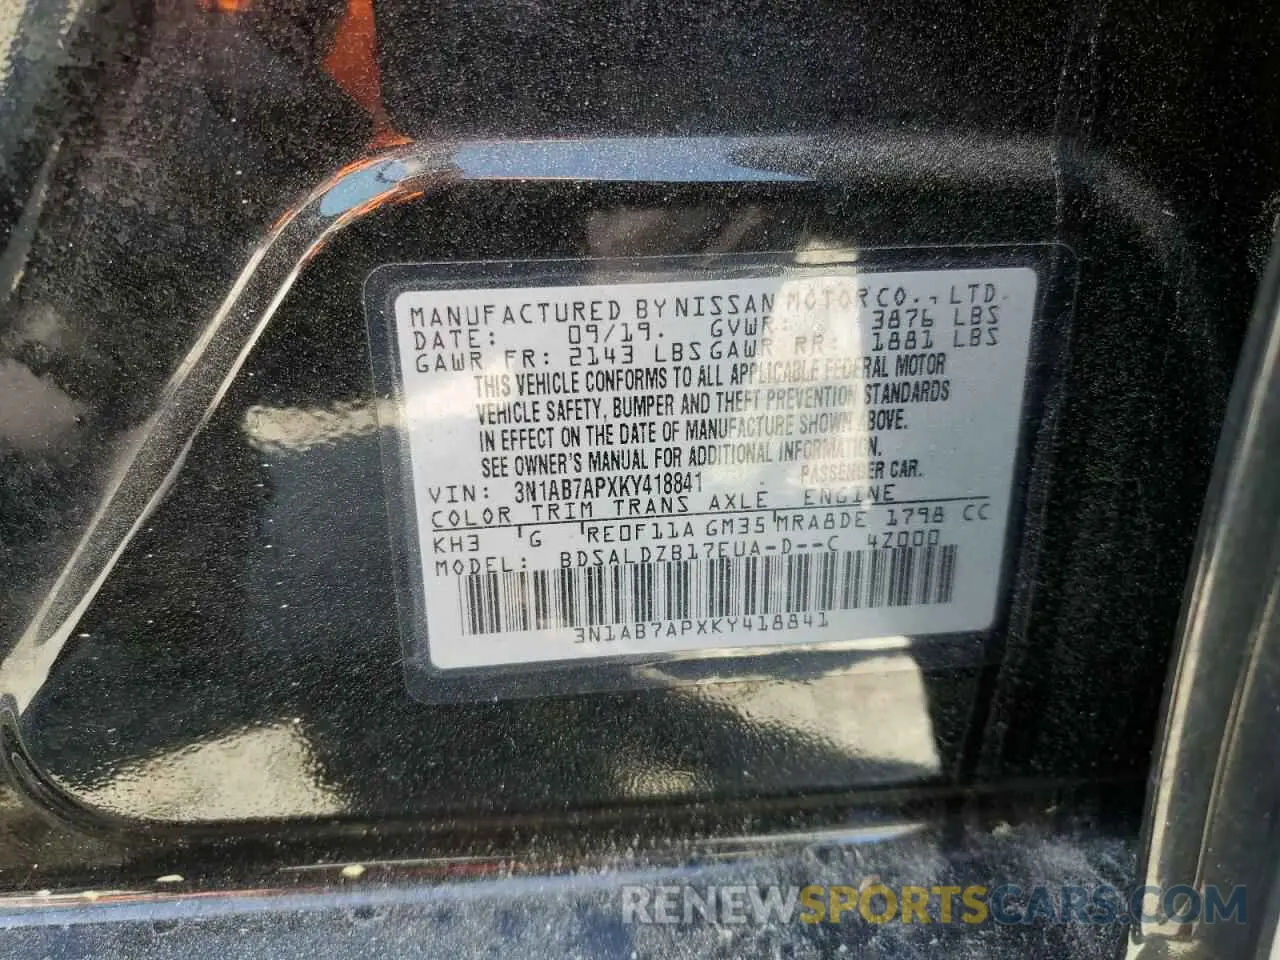 MANUFACTURED BY NISSAN MOTOR CO., LTD.
DATE: 09/19. GVWR: 3876 LBS
GAWR FR: 2143 LBS GAWR RR: 1881 LBS
THIS VEHICLE CONFORMS TO ALL APPLICABLE FEDERAL MOTOR
VEHICLE SAFETY, BUMPER AND THEFT PREVENTION STANDARDS
IN EFFECT ON THE DATE OF MANUFACTURE SHOWN ABOVE.
SEE OWNER'S MANUAL FOR ADDITIONAL INFORMATION.
VIN: 3N1AB7APXKY418841 PASSENGER CAR.
COLOR TRIM TRANS AXLE ENGINE
KH3 G RE0F11A GM35 MRA8DE 1798 CC
MODEL: BDSALDZB17EUA-D--C 4Z000
3N1AB7APXKY418841
RENEWSPORTSCARS.COM